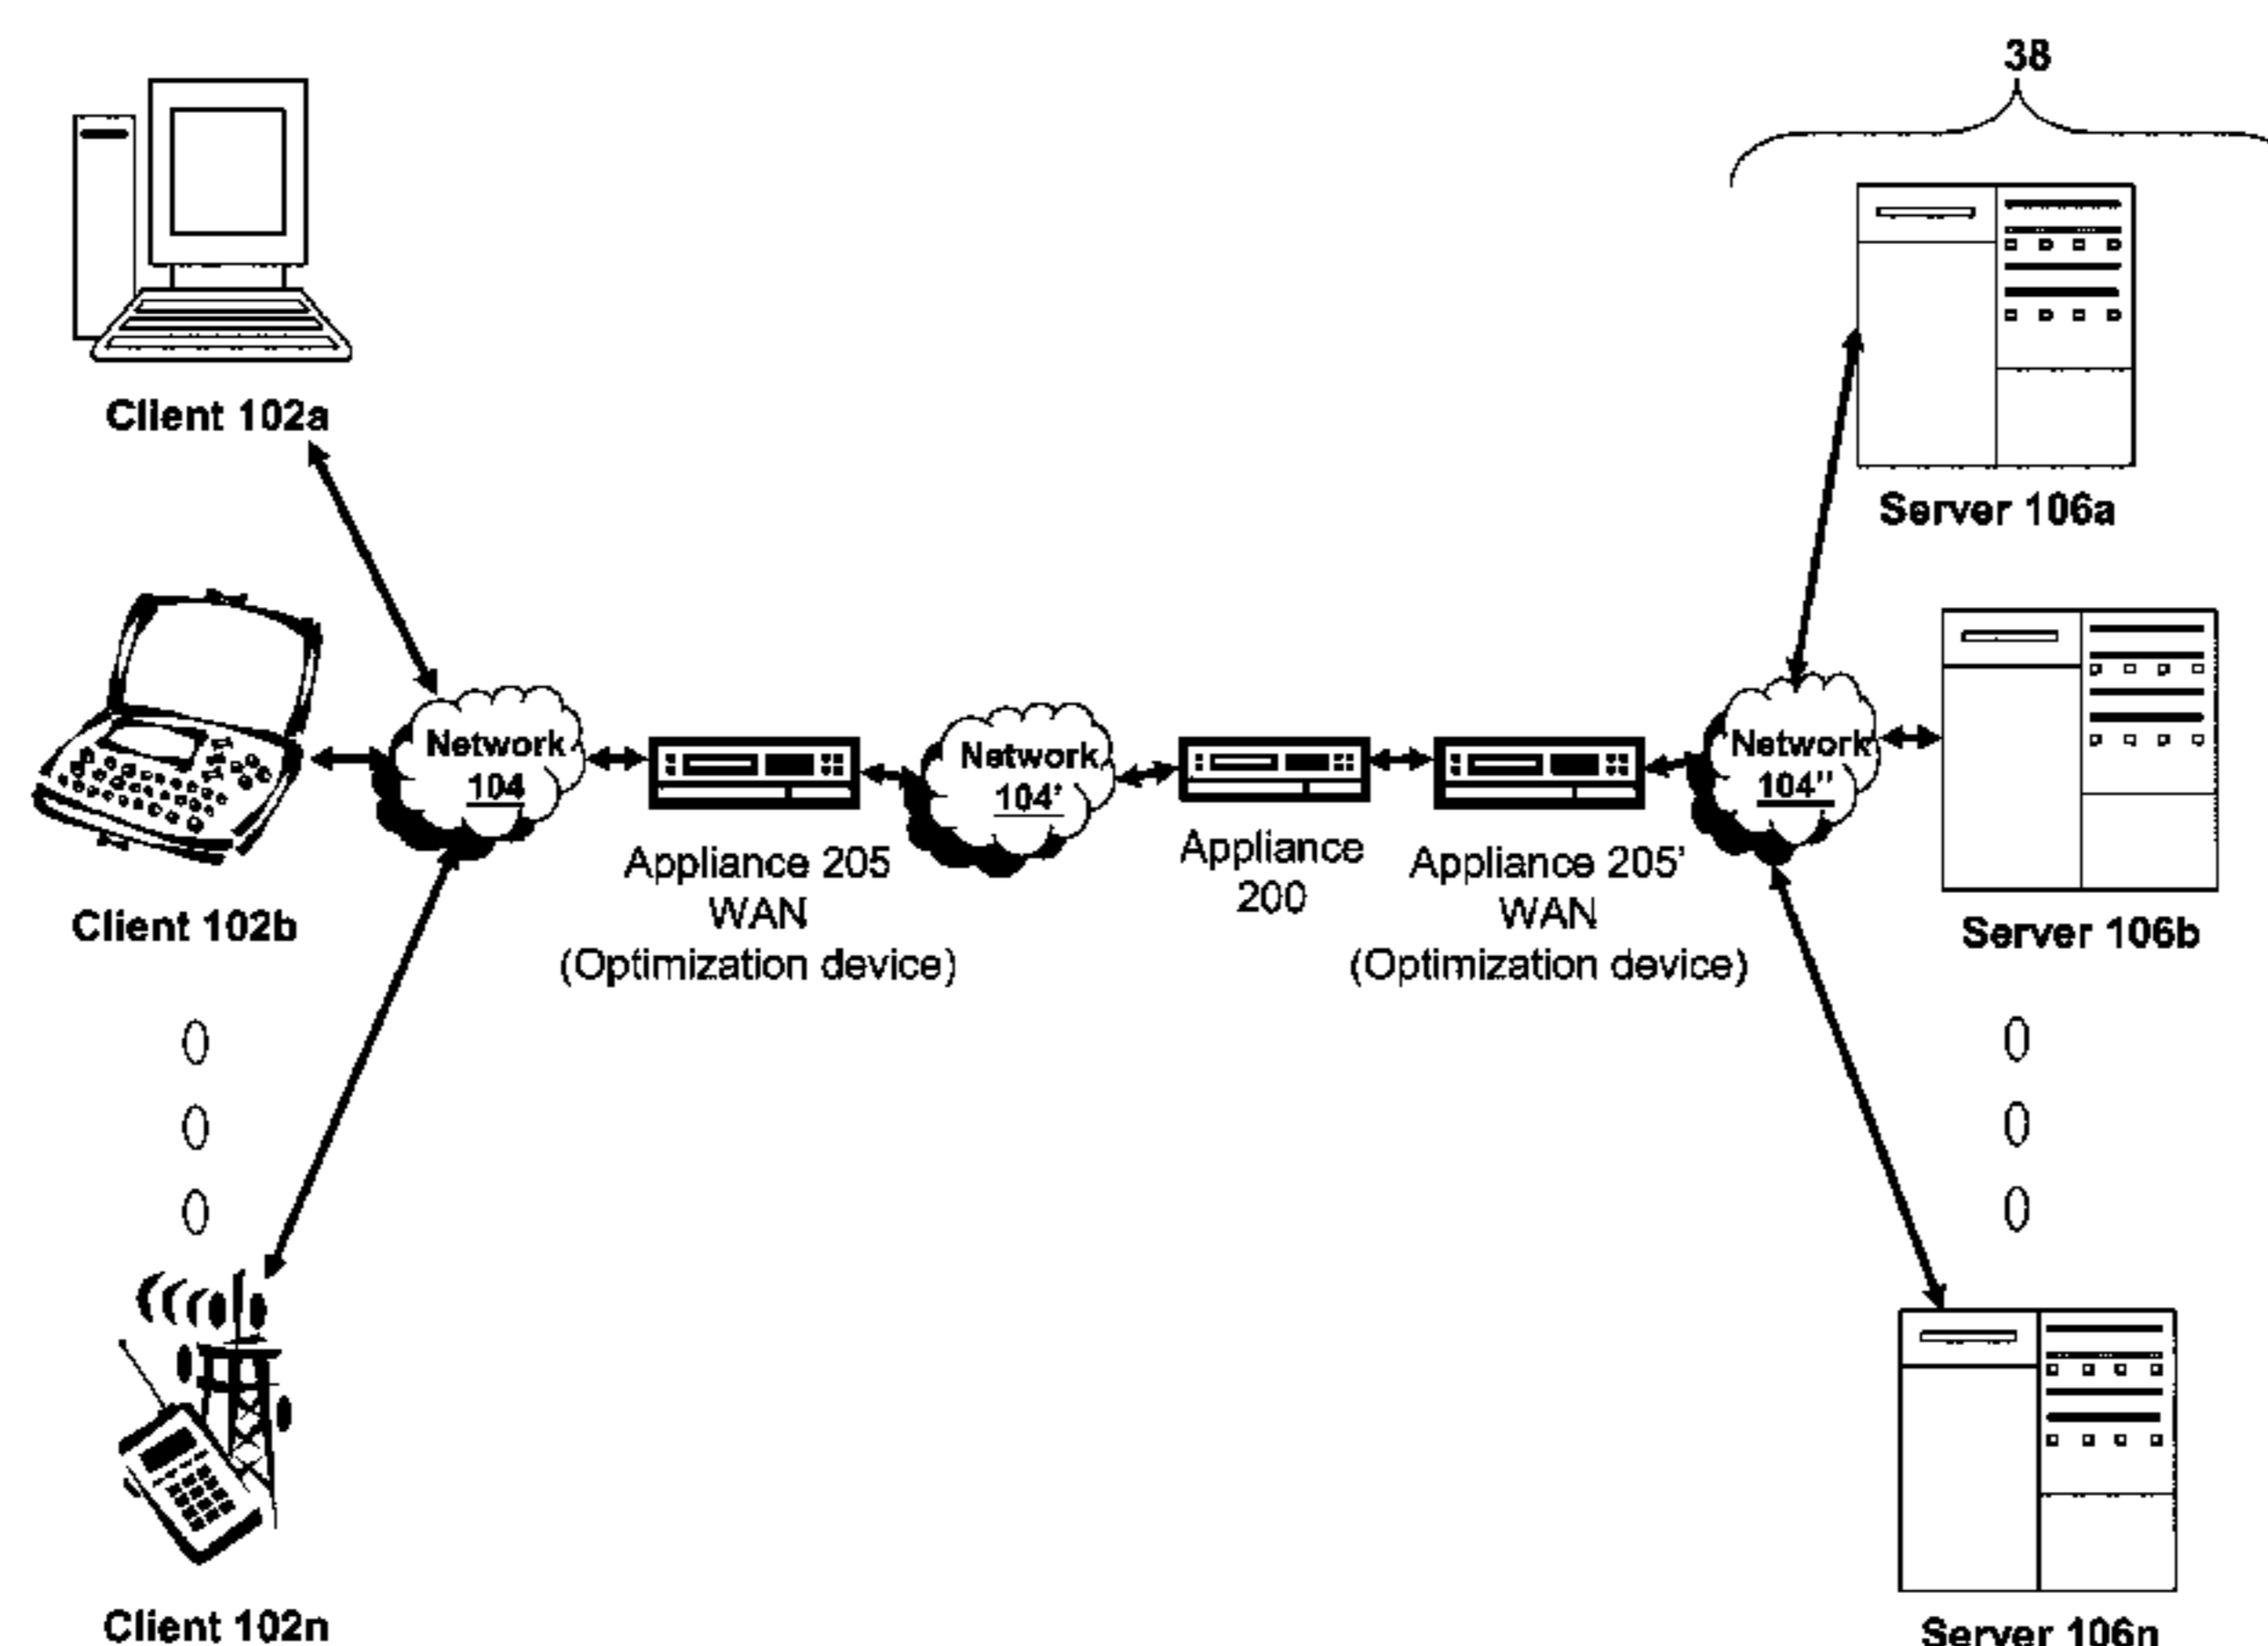 38
Client 102a
Server 106a
Network
104
Network
104'
Network
104"
Appliance 205
WAN
(Optimization device)
Appliance
200
Appliance 205'
WAN
(Optimization device)
Client 102b
Server 106b
Client 102n
Server 106n